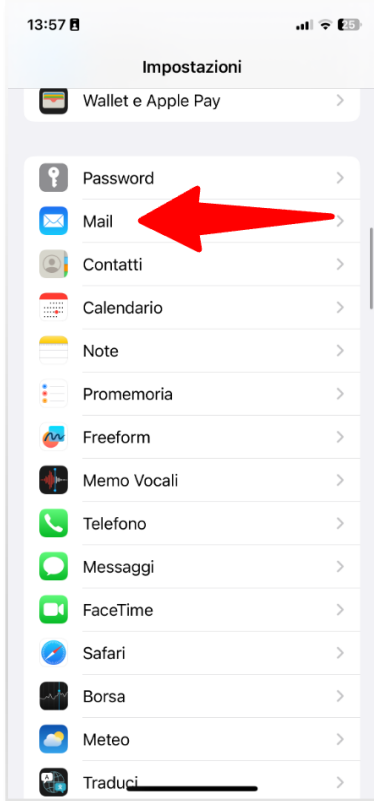 13:57
25
Impostazioni
Wallet e Apple Pay
Password
Mail
Contatti
Calendario
Note
Promemoria
Freeform
Memo Vocali
Telefono
Messaggi
FaceTime
Safari
Borsa
Meteo
Traduci